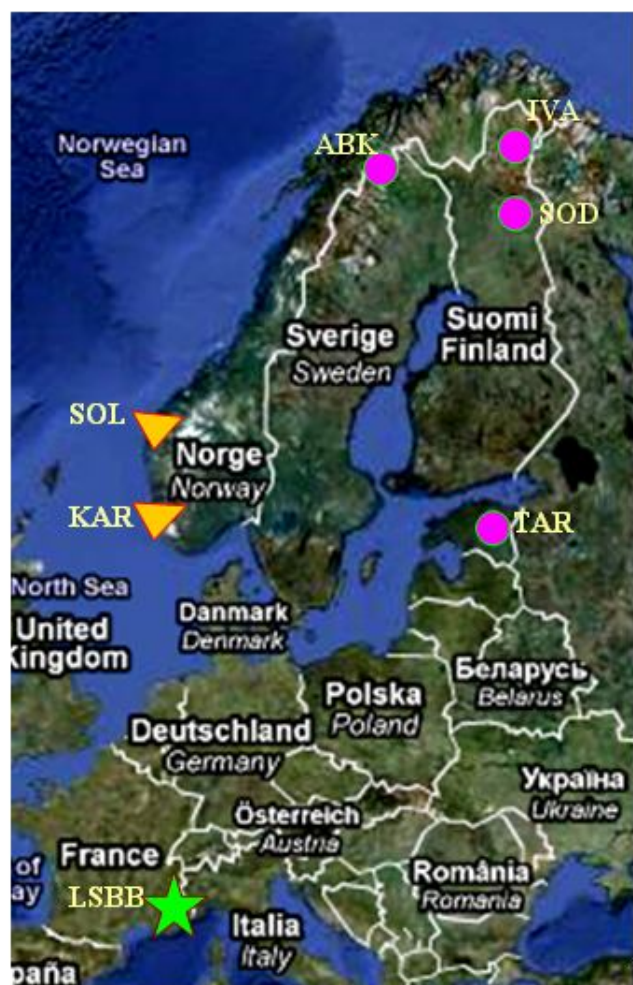 IVA
Norwegian
Sea
ABK
SOD
Sverige
Sweden
Suomi
Finland
SOL
Norge
Norway
KAR
TAR
North Sea
United
Kingdom
Danmark
Denmark
Беларусь
Belarus
Polska
Poland
Deutschland
Germany
Україна
Ukraine
Österreich
Austria
France
of
ay
România
Romania
LSBB
Italia
Italy
paña